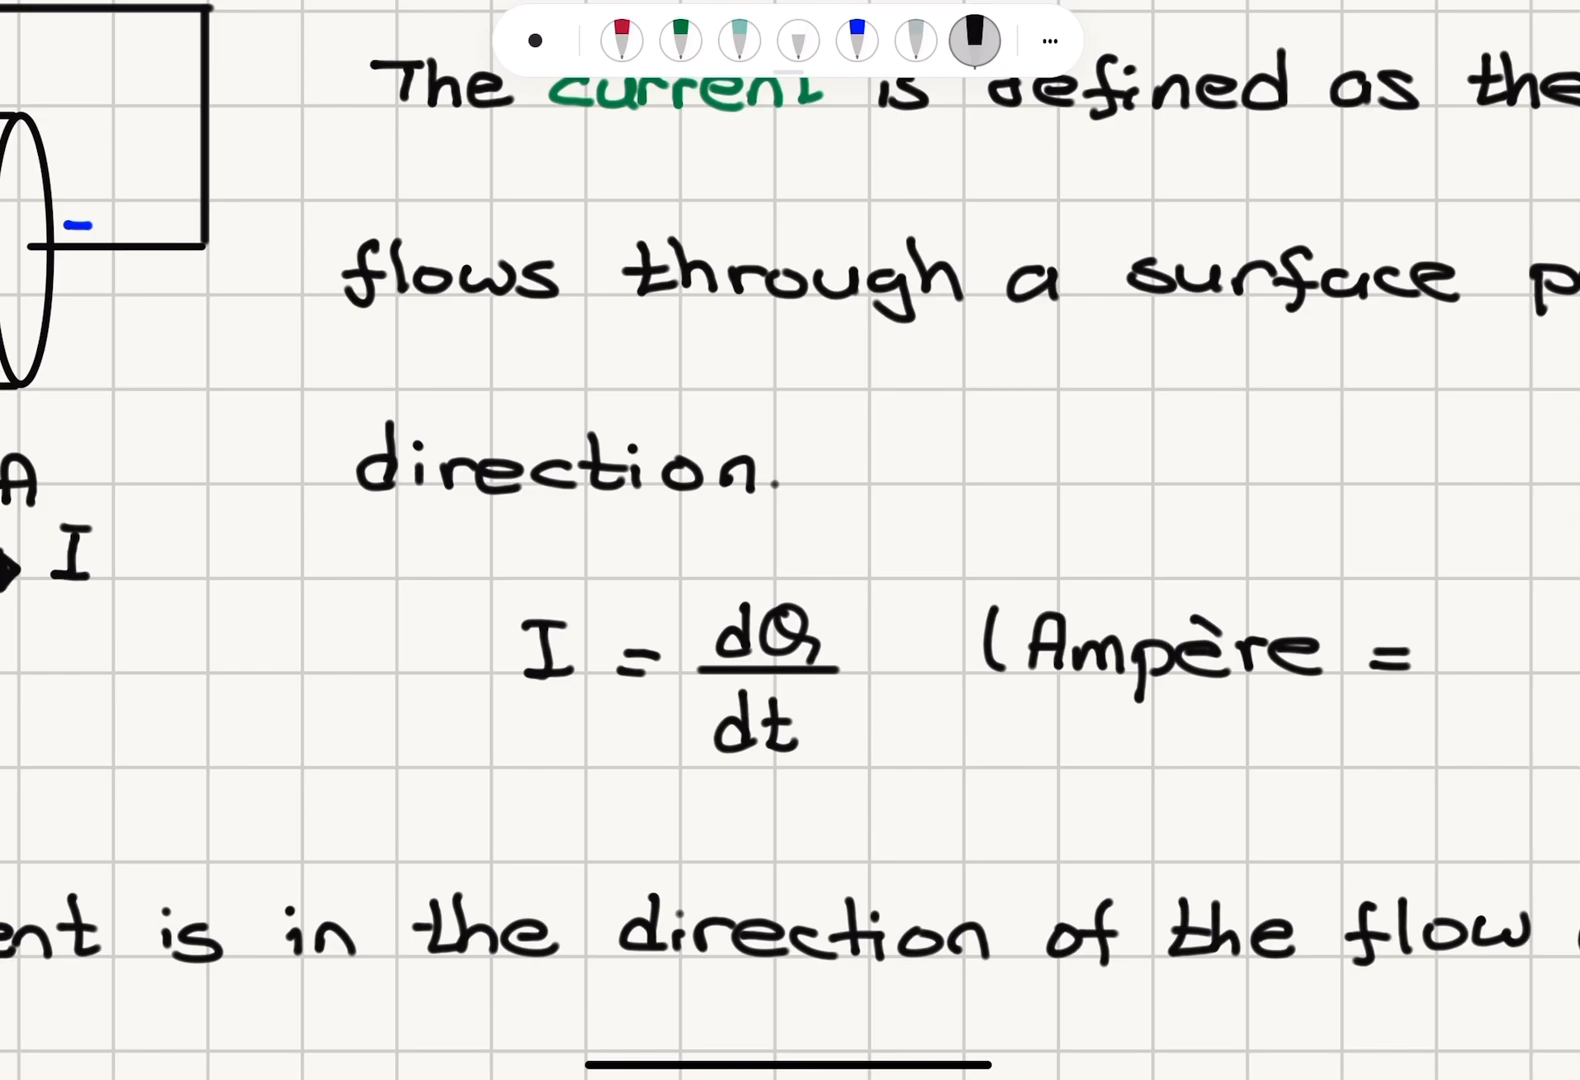 The current is defined as the
flows through a surface
direction.
A
I
I = dQ/dt (Ampère =
is in the direction of the flow